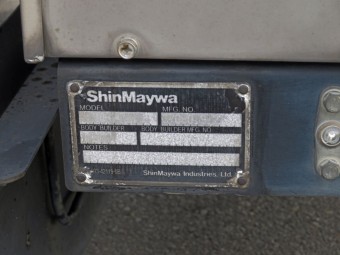 ShinMaywa
MODEL MFG. NO.
BODY BUILDER BODY BUILDER MFG. NO.
NOTES
ShinMaywa Industries, Ltd.